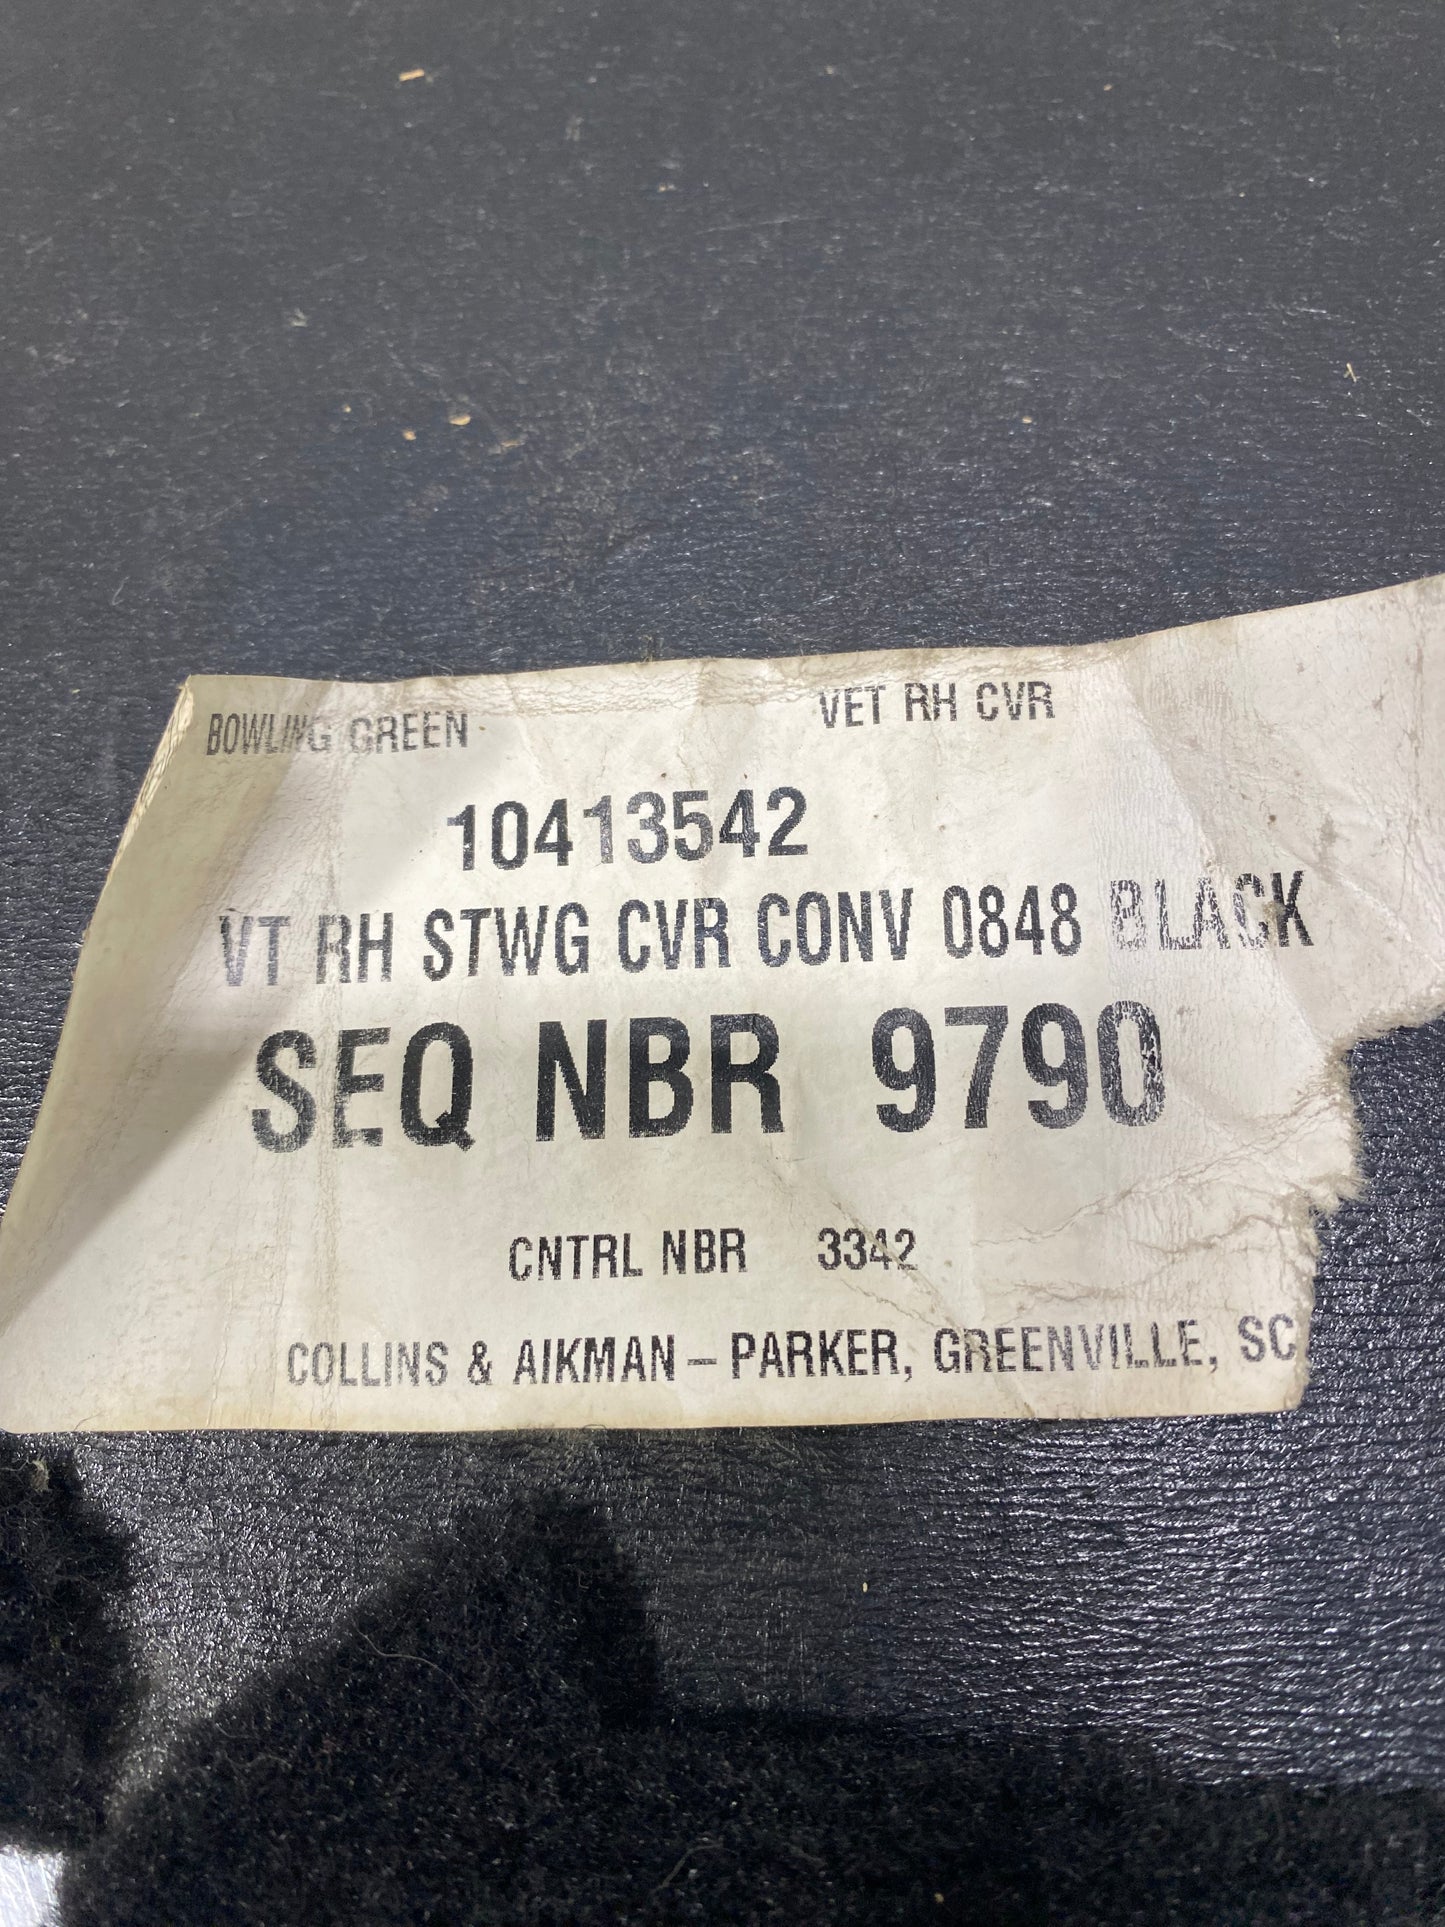 BOWLING GREEN VET RH CVR
10413542
VT RH STWG CVR CONV 0848 BLACK
SEQ NBR 9790
CNTRL NBR 3342
COLLINS & AIKMAN – PARKER, GREENVILLE, SC